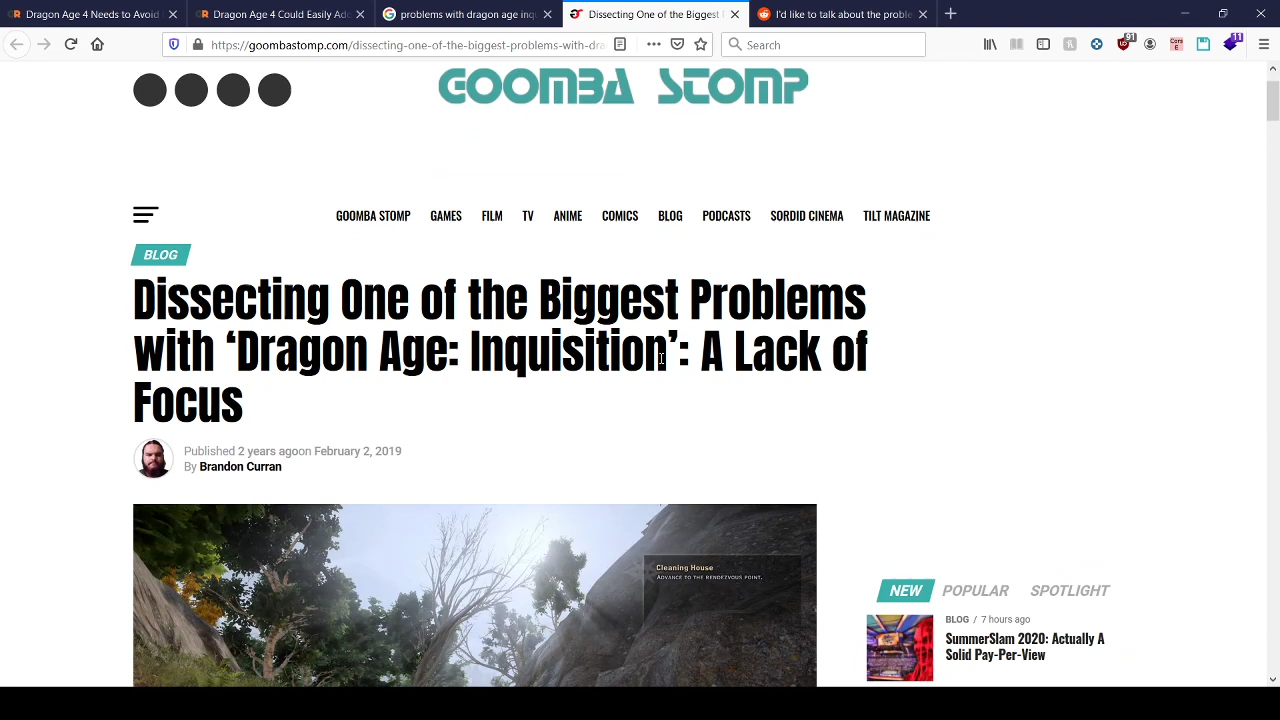 Dragon Age 4 Needs to Avoid
Dragon Age 4 Could Easily Ado
problems with dragon age inq
Dissecting One of the Biggest P
I'd like to talk about the proble
https://goombastomp.com/dissecting-one-of-the-biggest-problems-with-dra
Search
91
11
GOOMBA STOMP
GOOMBA STOMP GAMES FILM TV ANIME COMICS BLOG PODCASTS SORDID CINEMA TILT MAGAZINE
BLOG
Dissecting One of the Biggest Problems
with ‘Dragon Age: Inquisition’: A Lack of
Focus
Published 2 years agoon February 2, 2019
By Brandon Curran
Cleaning House
Advance to the rendezvous point.
NEW POPULAR SPOTLIGHT
BLOG / 7 hours ago
SummerSlam 2020: Actually A
Solid Pay-Per-View